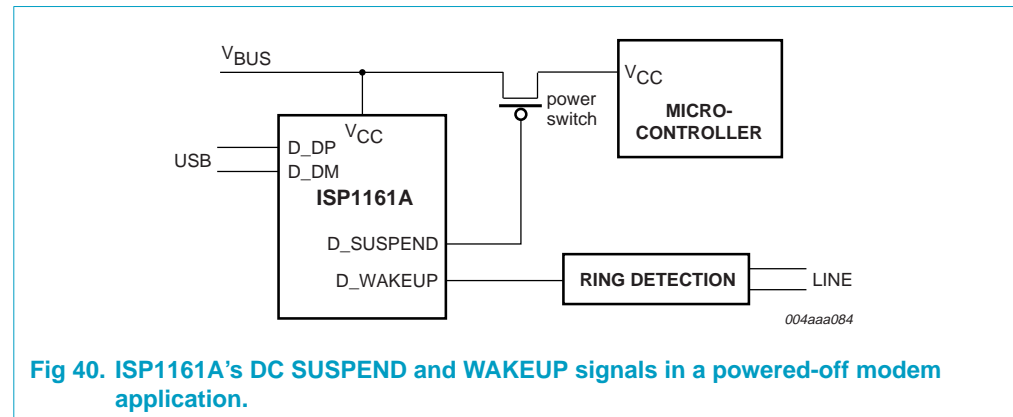 VBUS
power
switch
VCC
MICRO-
CONTROLLER
VCC
D_DP
USB
D_DM
ISP1161A
D_SUSPEND
D_WAKEUP
RING DETECTION
LINE
004aaa084
Fig 40. ISP1161A's DC SUSPEND and WAKEUP signals in a powered-off modem
application.